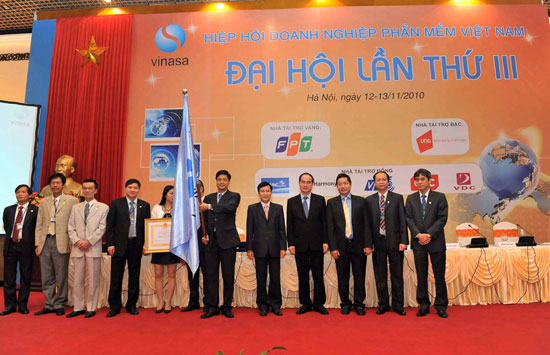 vinasa
HIỆP HỘI DOANH NGHIỆP PHẦN MỀM VIỆT NAM
ĐẠI HỘI LẦN THỨ III
Hà Nội, ngày 12-13/11/2010
NHÀ TÀI TRỢ VÀNG:
FPT
NHÀ TÀI TRỢ BẠC:
NHÀ TÀI TRỢ ĐỒNG
Harmony
VDC